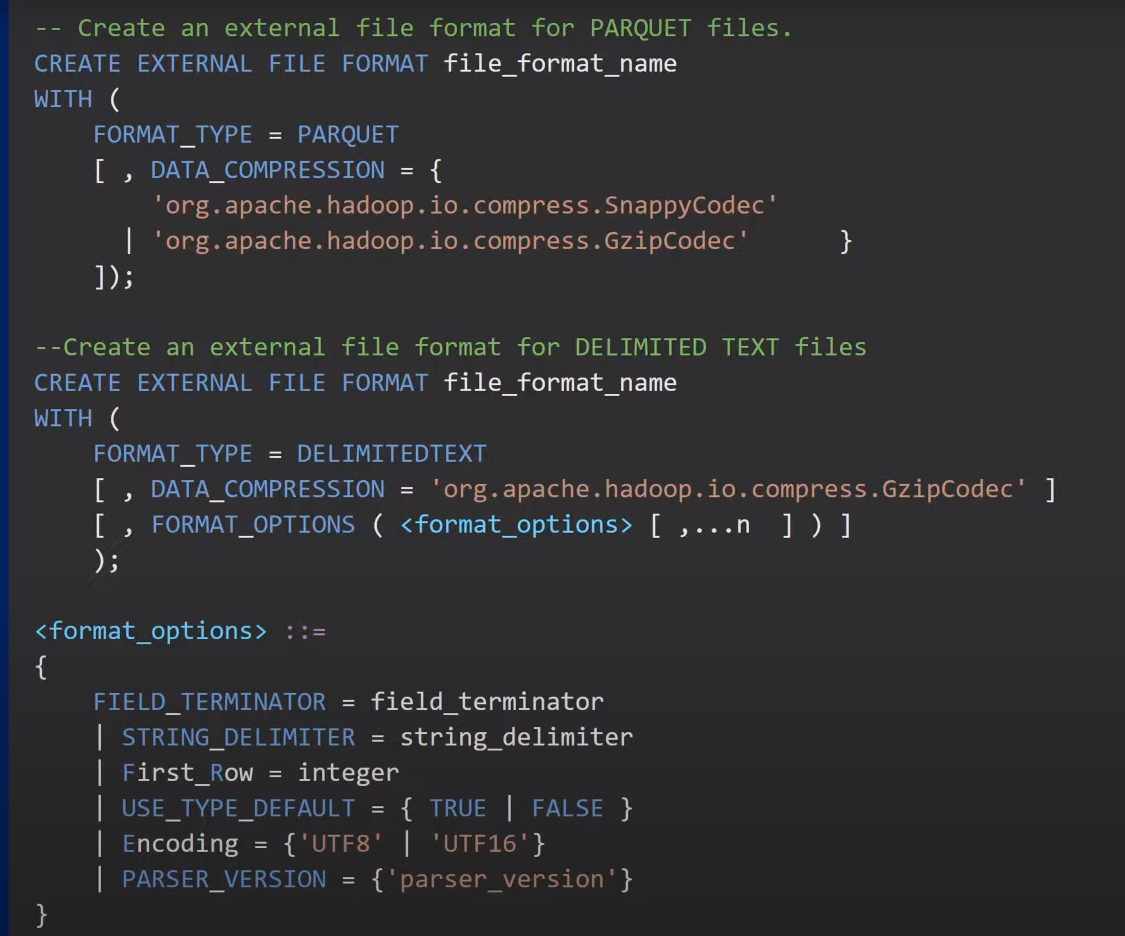 -- Create an external file format for PARQUET files.
CREATE EXTERNAL FILE FORMAT file_format_name
WITH (
    FORMAT_TYPE = PARQUET
    [ , DATA_COMPRESSION = {
        'org.apache.hadoop.io.compress.SnappyCodec'
      | 'org.apache.hadoop.io.compress.GzipCodec'      }
    ]);

--Create an external file format for DELIMITED TEXT files
CREATE EXTERNAL FILE FORMAT file_format_name
WITH (
    FORMAT_TYPE = DELIMITEDTEXT
    [ , DATA_COMPRESSION = 'org.apache.hadoop.io.compress.GzipCodec' ]
    [ , FORMAT_OPTIONS ( <format_options> [ ,...n  ] ) ]
    );

<format_options> ::=
{
    FIELD_TERMINATOR = field_terminator
    | STRING_DELIMITER = string_delimiter
    | First_Row = integer
    | USE_TYPE_DEFAULT = { TRUE | FALSE }
    | Encoding = {'UTF8' | 'UTF16'}
    | PARSER_VERSION = {'parser_version'}
}